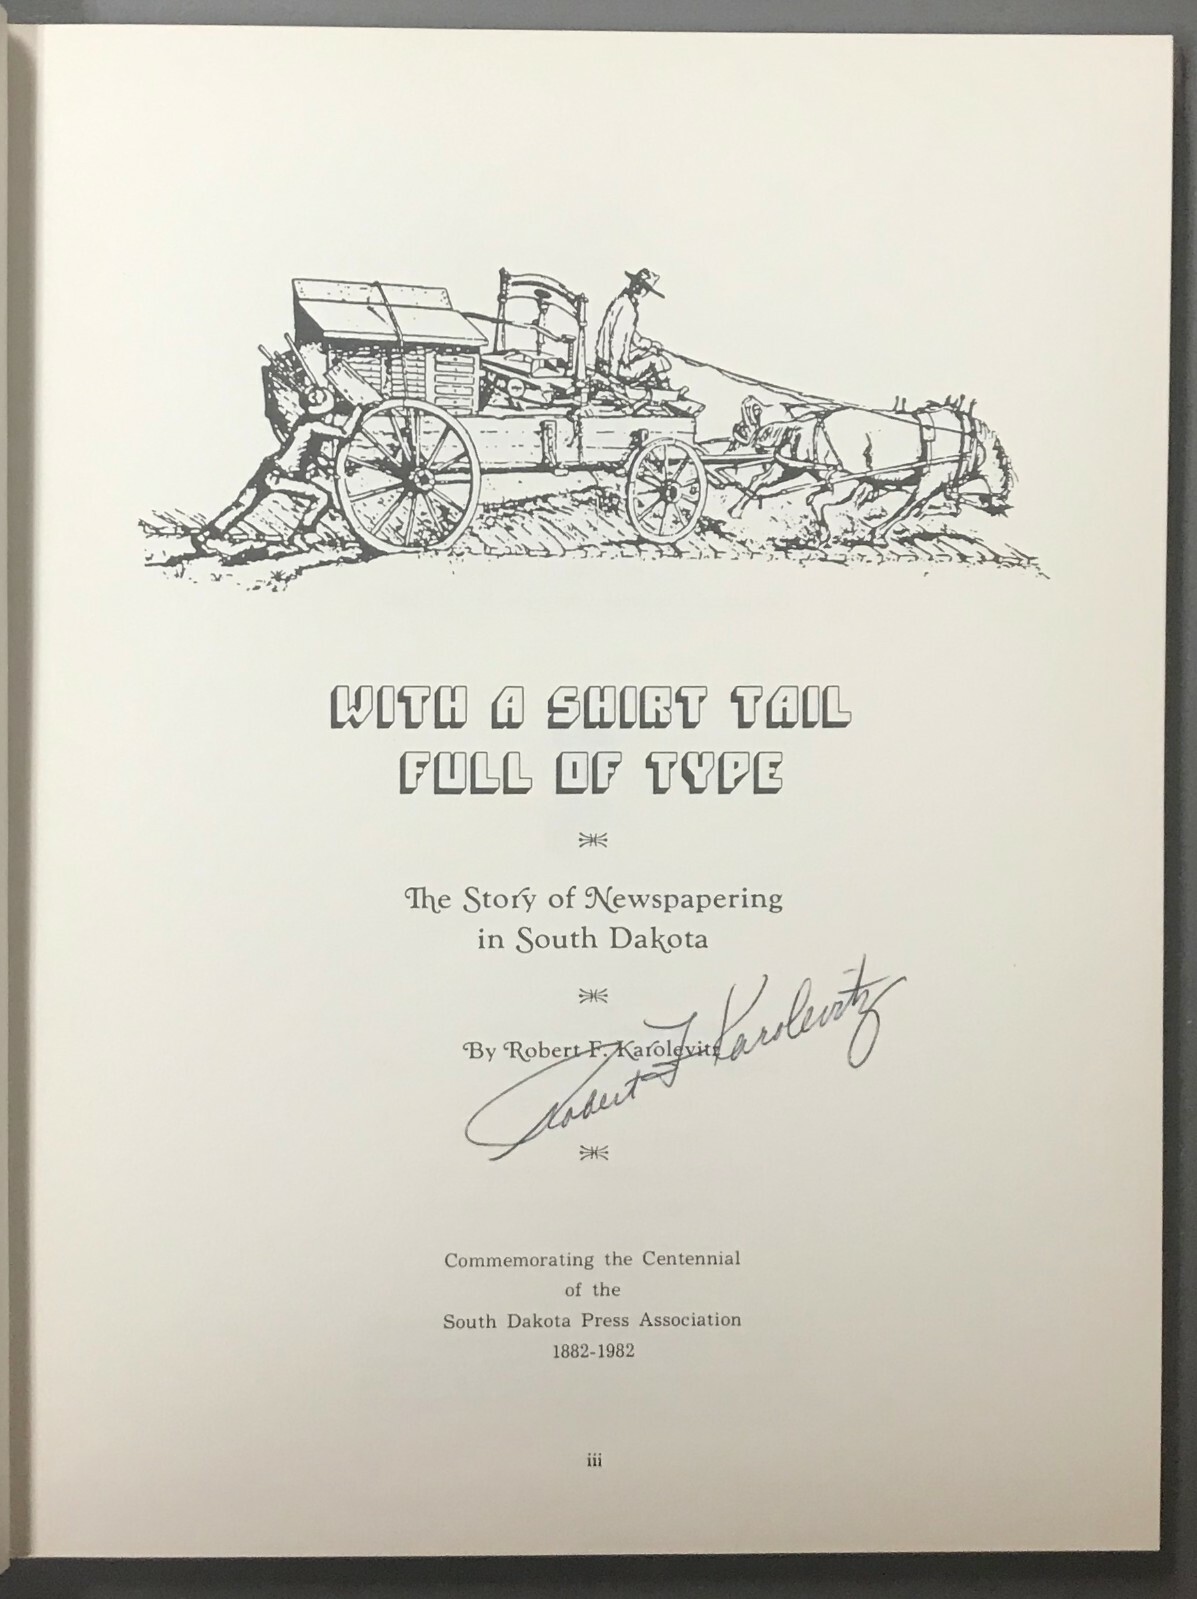 WITH A SHIRT TAIL
FULL OF TYPE
The Story of Newspapering
in South Dakota
By Robert F. Karolevitz
Robert F Karolevitz
Commemorating the Centennial
of the
South Dakota Press Association
1882-1982
iii